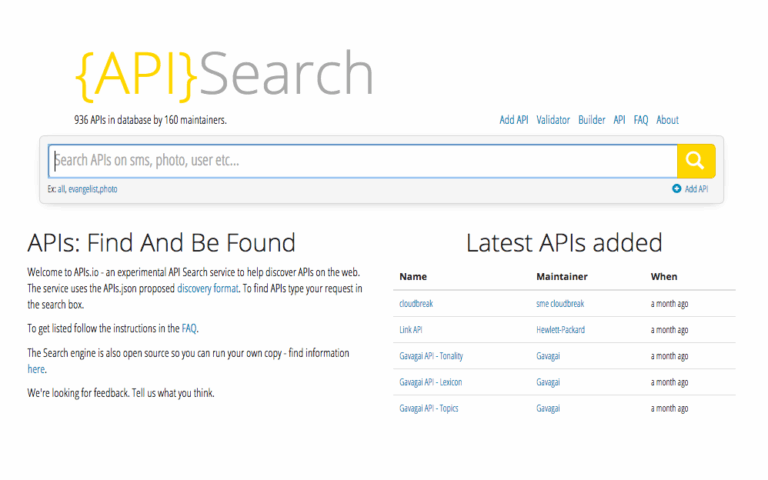 {API}Search
936 APIs in database by 160 maintainers.
Add API Validator Builder API FAQ About
Search APIs on sms, photo, user etc...
Ex: all, evangelist,photo
Add API
APIs: Find And Be Found
Welcome to APIs.io - an experimental API Search service to help discover APIs on the web.
The service uses the APIs.json proposed discovery format. To find APIs type your request in
the search box.
To get listed follow the instructions in the FAQ.
The Search engine is also open source so you can run your own copy - find information
here.
We're looking for feedback. Tell us what you think.
Latest APIs added
Name Maintainer When
cloudbreak sme cloudbreak a month ago
Link API Hewlett-Packard a month ago
Gavagai API - Tonality Gavagai a month ago
Gavagai API - Lexicon Gavagai a month ago
Gavagai API - Topics Gavagai a month ago